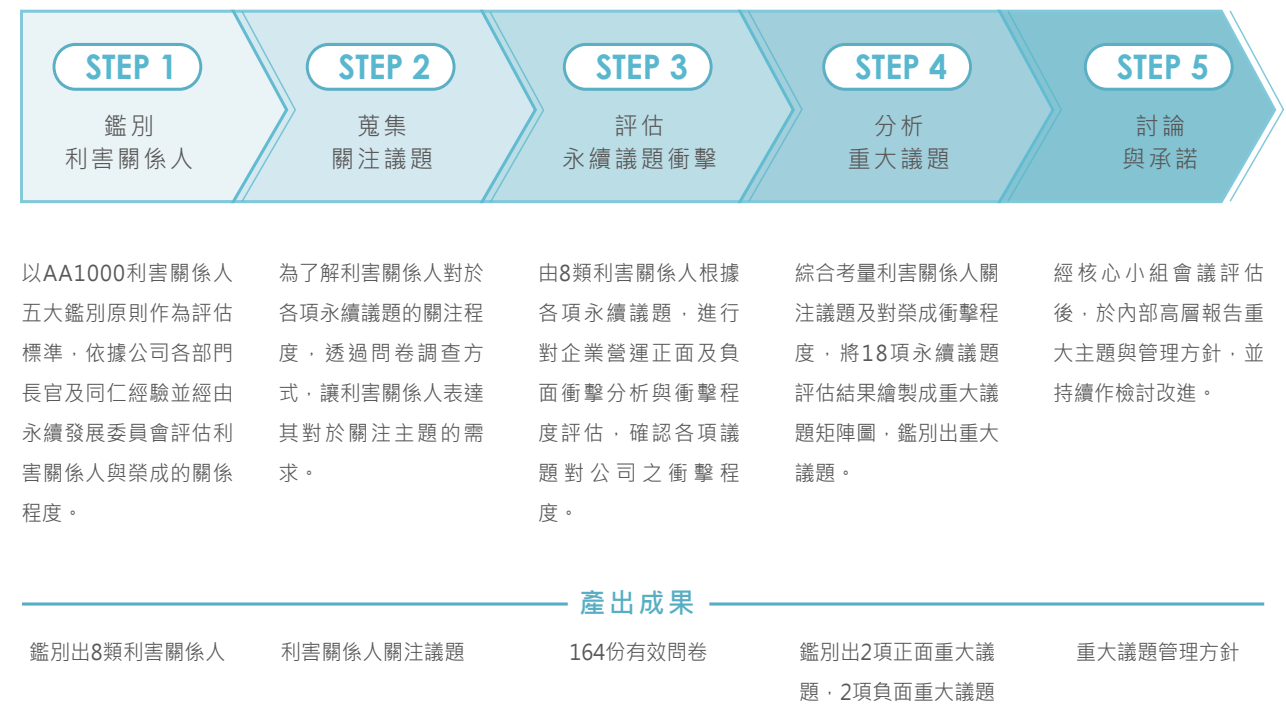 STEP 1
鑑別
利害關係人
STEP 2
蒐集
關注議題
STEP 3
評估
永續議題衝擊
STEP 4
分析
重大議題
STEP 5
討論
與承諾
以AA1000利害關係人
五大鑑別原則作為評估
標準，依據公司各部門
長官及同仁經驗並經由
永續發展委員會評估利
害關係人與榮成的關係
程度。
為了解利害關係人對於
各項永續議題的關注程
度，透過問卷調查方
式，讓利害關係人表達
其對於關注主題的需
求。
由8類利害關係人根據
各項永續議題，進行
對企業營運正面及負
面衝擊分析與衝擊程
度評估，確認各項議
題對公司之衝擊程
度。
綜合考量利害關係人關
注議題及對榮成衝擊程
度，將18項永續議題
評估結果繪製成重大議
題矩陣圖，鑑別出重大
議題。
經核心小組會議評估
後，於內部高層報告重
大主題與管理方針，並
持續作檢討改進。
產出成果
鑑別出8類利害關係人
利害關係人關注議題
164份有效問卷
鑑別出2項正面重大議
題，2項負面重大議題
重大議題管理方針